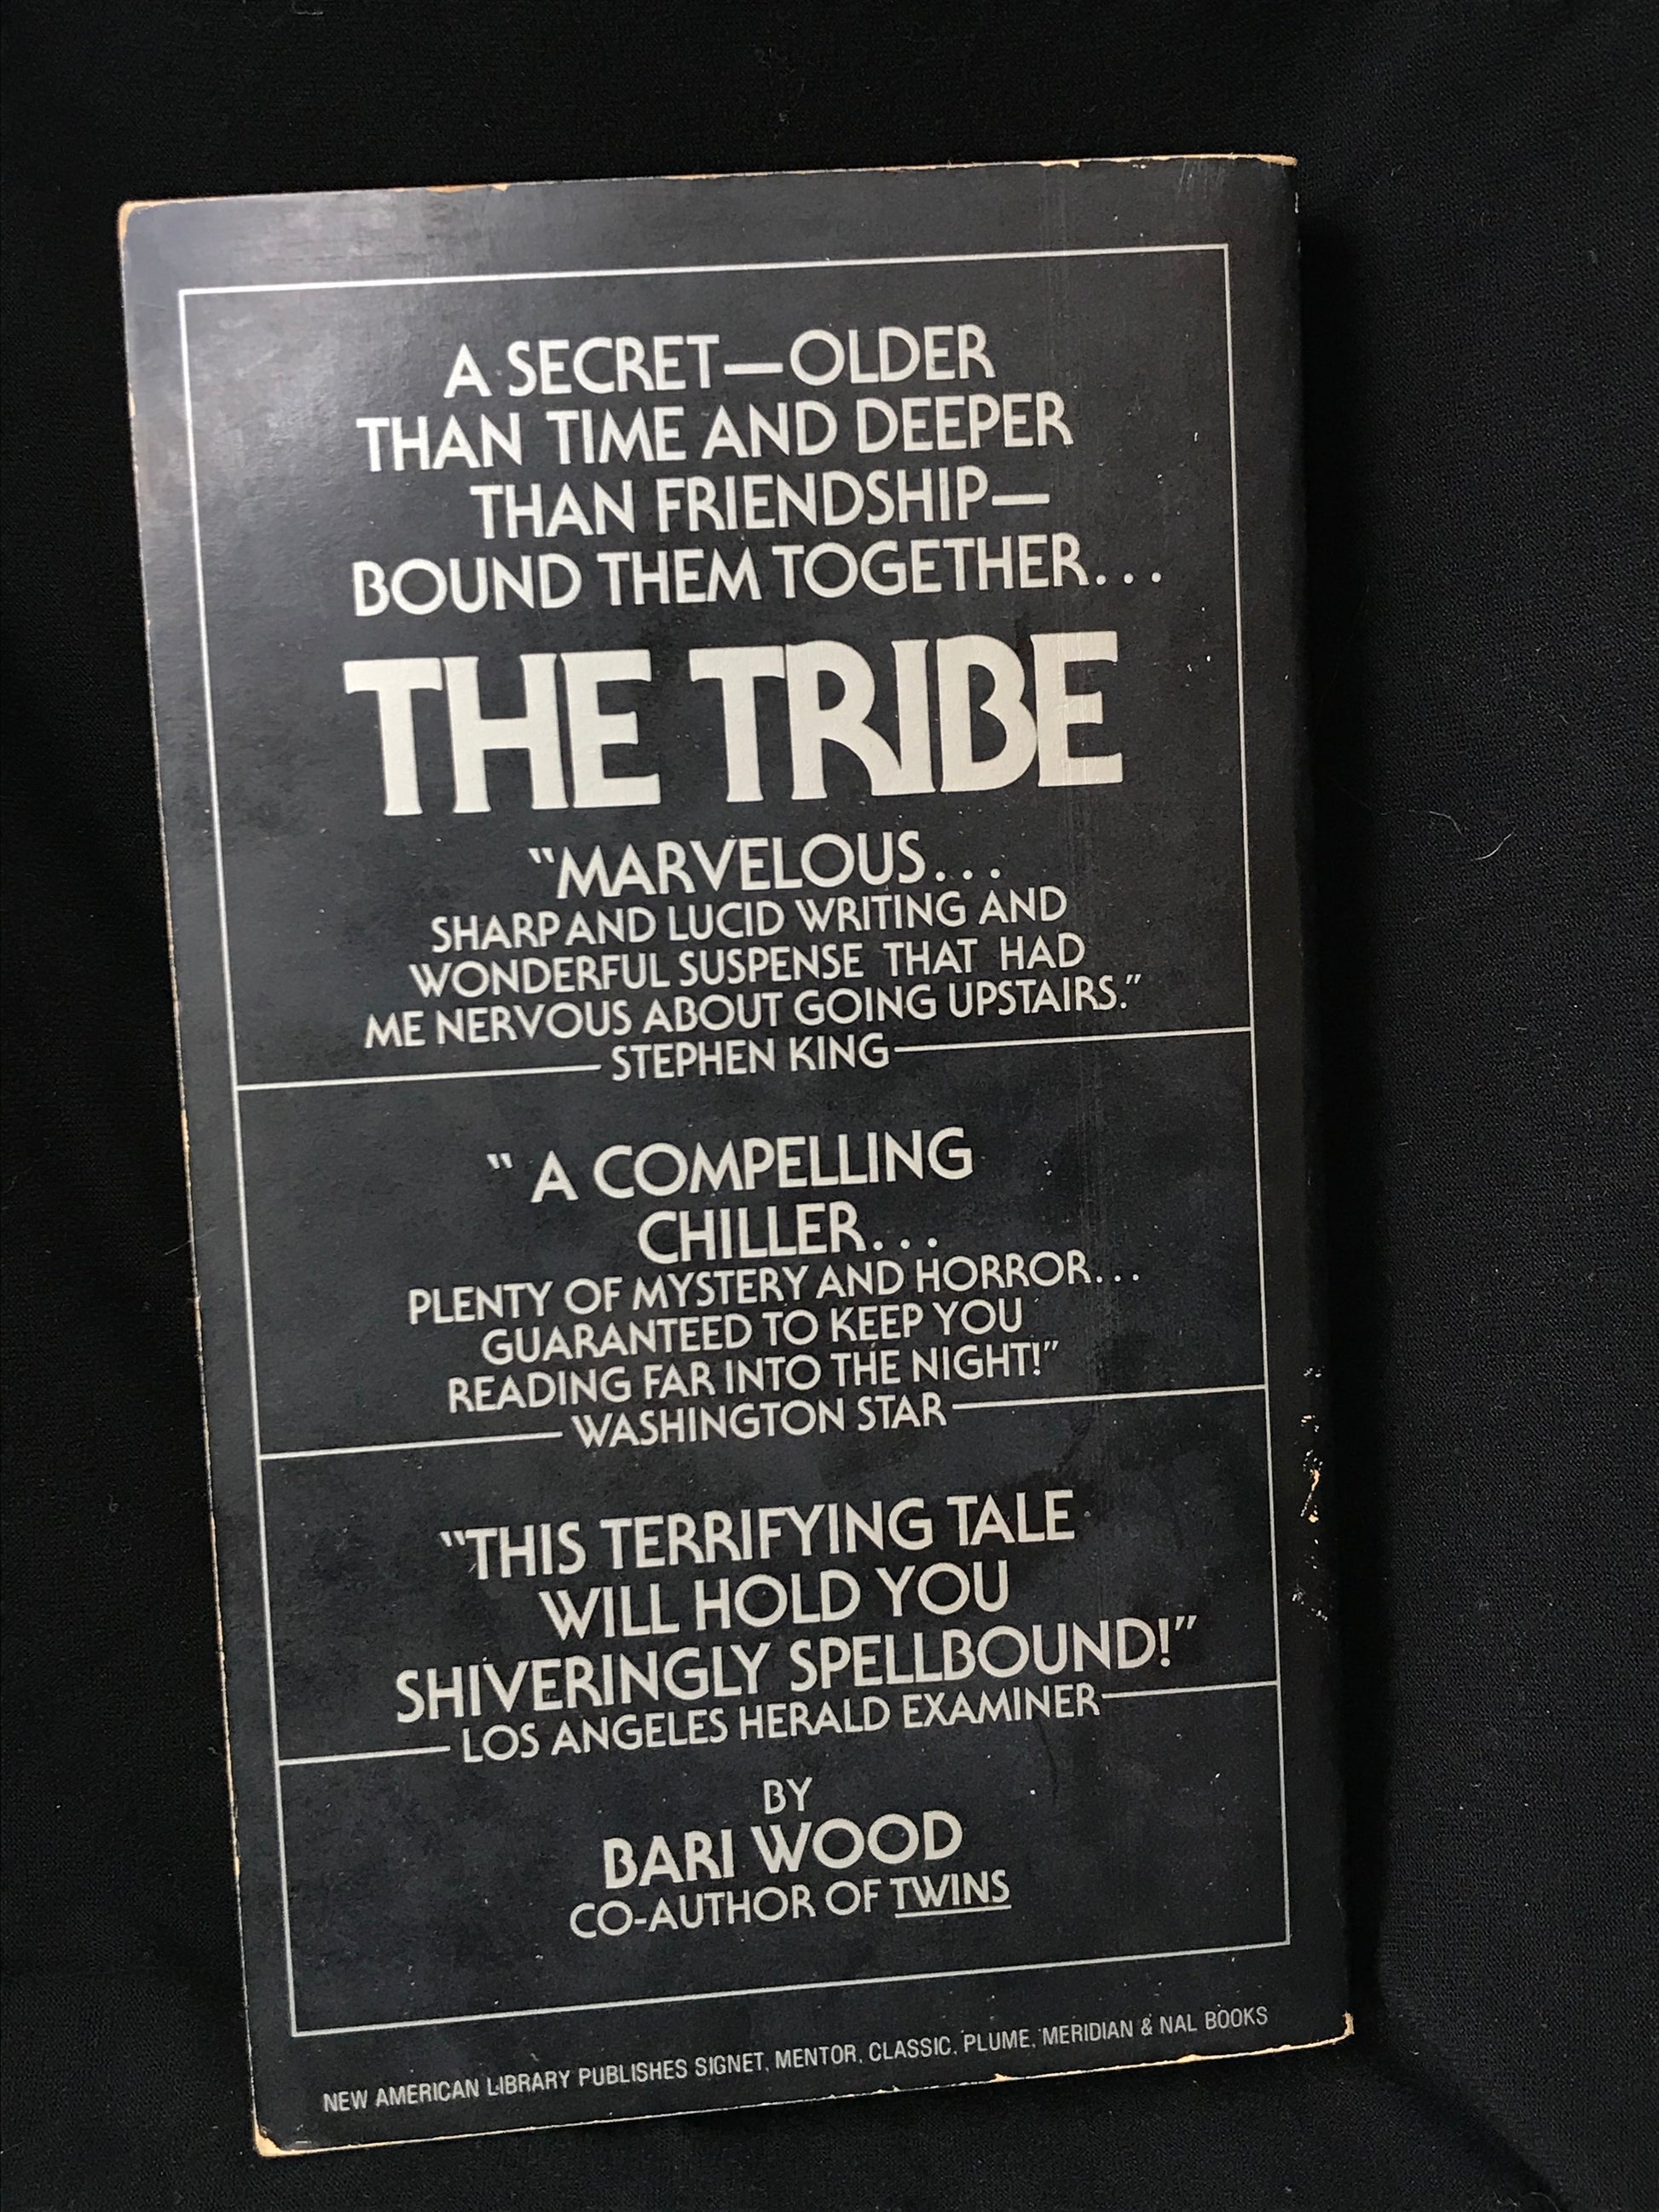 A SECRET—OLDER
THAN TIME AND DEEPER
THAN FRIENDSHIP—
BOUND THEM TOGETHER...
THE TRIBE
"MARVELOUS...
SHARP AND LUCID WRITING AND
WONDERFUL SUSPENSE THAT HAD
ME NERVOUS ABOUT GOING UPSTAIRS."
STEPHEN KING
" A COMPELLING
CHILLER...
PLENTY OF MYSTERY AND HORROR...
GUARANTEED TO KEEP YOU
READING FAR INTO THE NIGHT!"
WASHINGTON STAR
"THIS TERRIFYING TALE
WILL HOLD YOU
SHIVERINGLY SPELLBOUND!"
LOS ANGELES HERALD EXAMINER
BY
BARI WOOD
CO-AUTHOR OF TWINS
NEW AMERICAN LIBRARY PUBLISHES SIGNET, MENTOR, CLASSIC, PLUME, MERIDIAN & NAL BOOKS